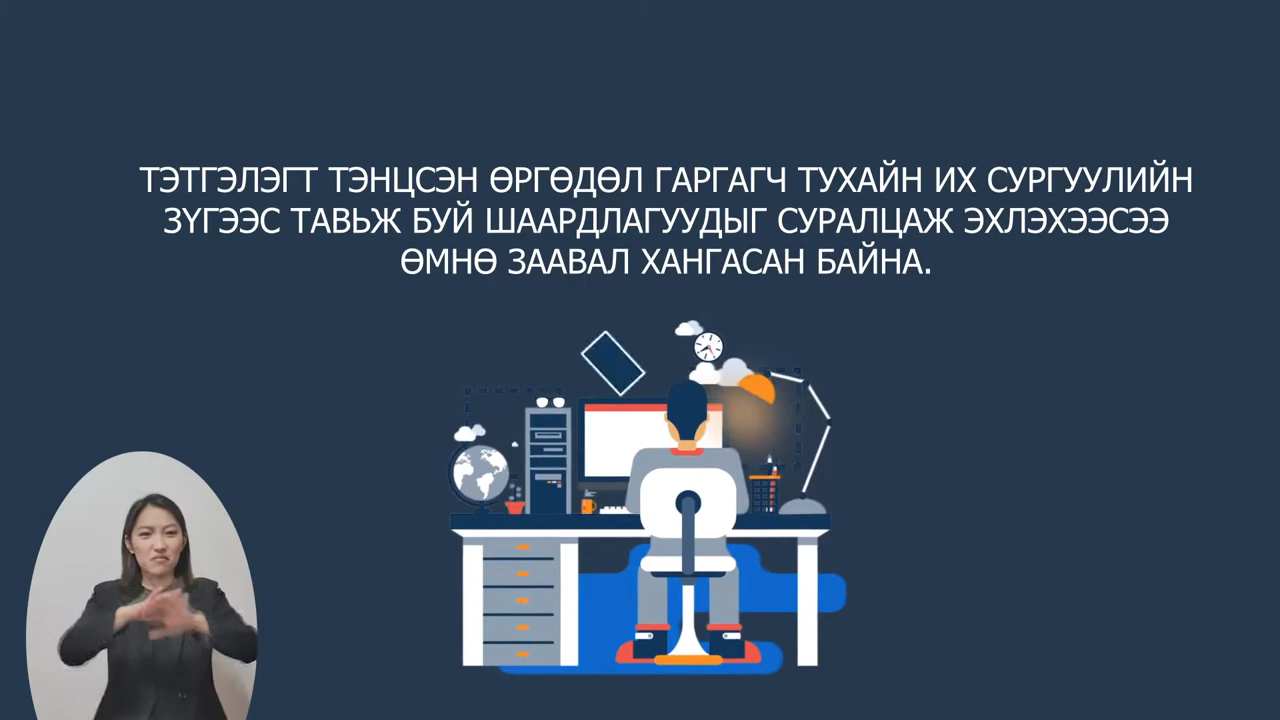 ТЭТГЭЛЭГТ ТЭНЦСЭН ӨРГӨДӨЛ ГАРГАГЧ ТУХАЙН ИХ СУРГУУЛИЙН
ЗҮГЭЭС ТАВЬЖ БУЙ ШААРДЛАГУУДЫГ СУРАЛЦАЖ ЭХЛЭХЭЭСЭЭ
ӨМНӨ ЗААВАЛ ХАНГАСАН БАЙНА.